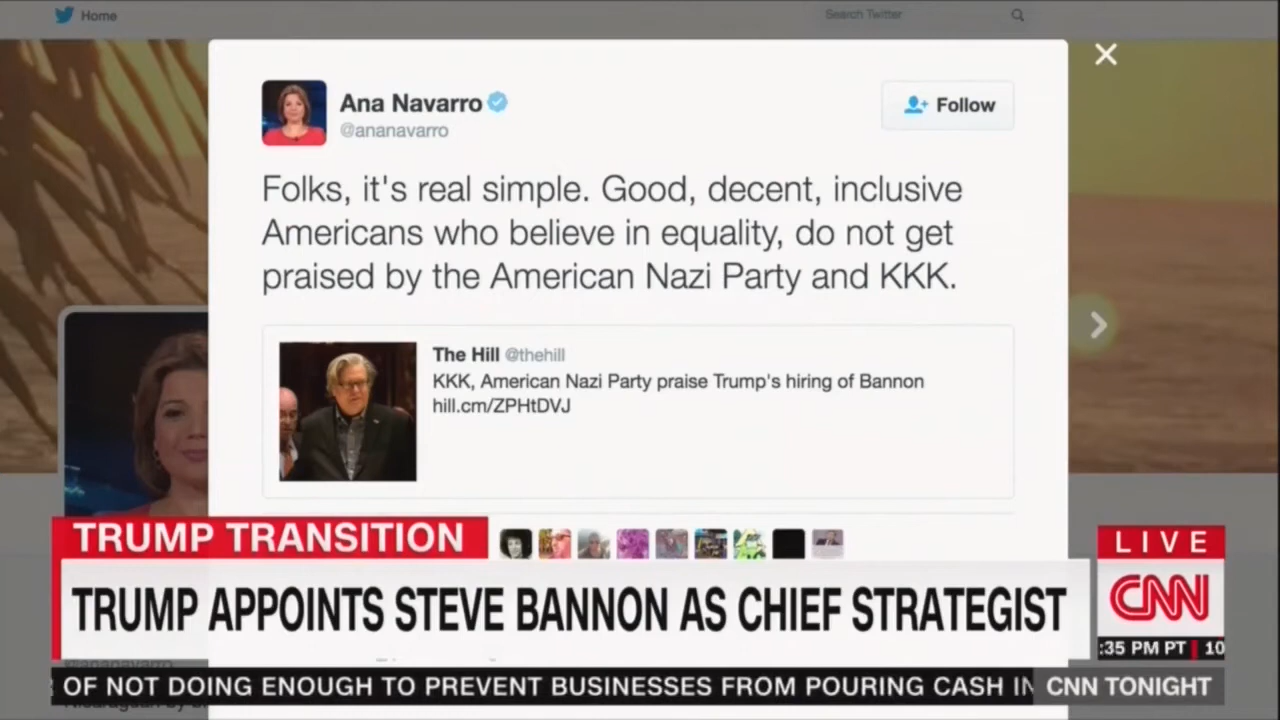 Home
Search Twitter
Ana Navarro
@ananavarro
Follow
Folks, it's real simple. Good, decent, inclusive
Americans who believe in equality, do not get
praised by the American Nazi Party and KKK.
The Hill @thehill
KKK, American Nazi Party praise Trump's hiring of Bannon
hill.cm/ZPHtDVJ
TRUMP TRANSITION
LIVE
TRUMP APPOINTS STEVE BANNON AS CHIEF STRATEGIST
CNN
:35 PM PT 10
@ananavarro
OF NOT DOING ENOUGH TO PREVENT BUSINESSES FROM POURING CASH IN
CNN TONIGHT